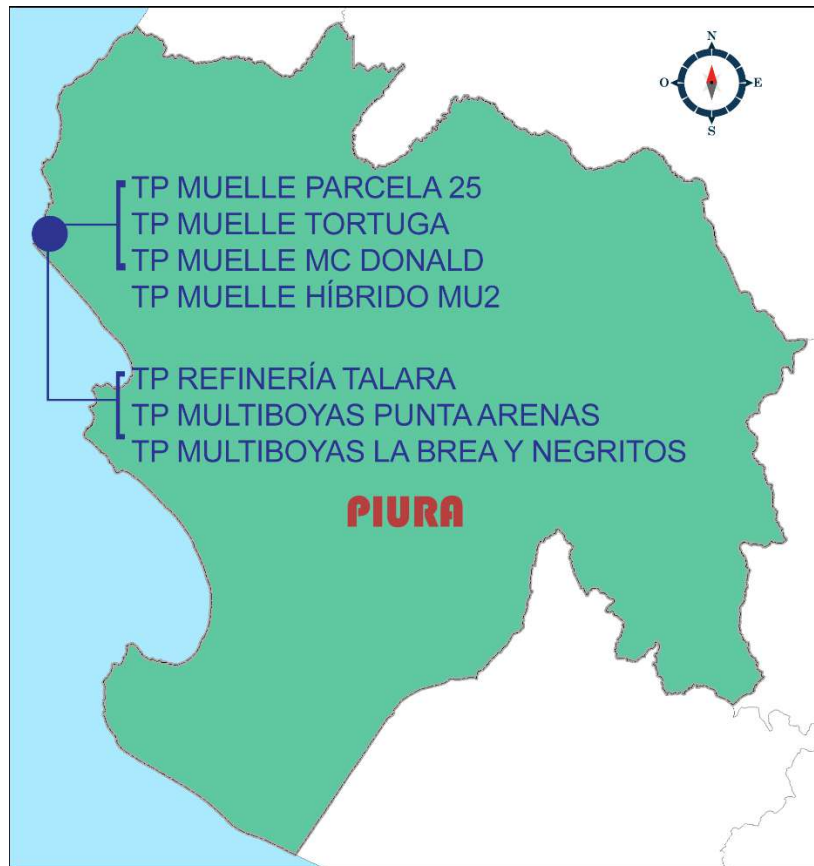 N
O E
S
TP MUELLE PARCELA 25
TP MUELLE TORTUGA
TP MUELLE MC DONALD
TP MUELLE HÍBRIDO MU2
TP REFINERÍA TALARA
TP MULTIBOYAS PUNTA ARENAS
TP MULTIBOYAS LA BREA Y NEGRITOS
PIURA